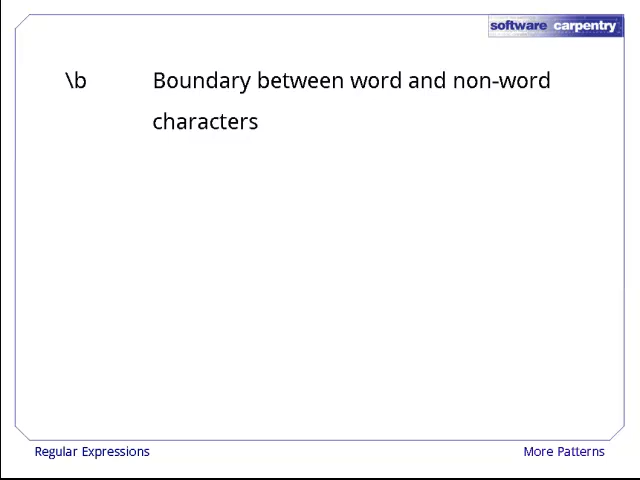 software carpentry
\b Boundary between word and non-word
characters
Regular Expressions More Patterns